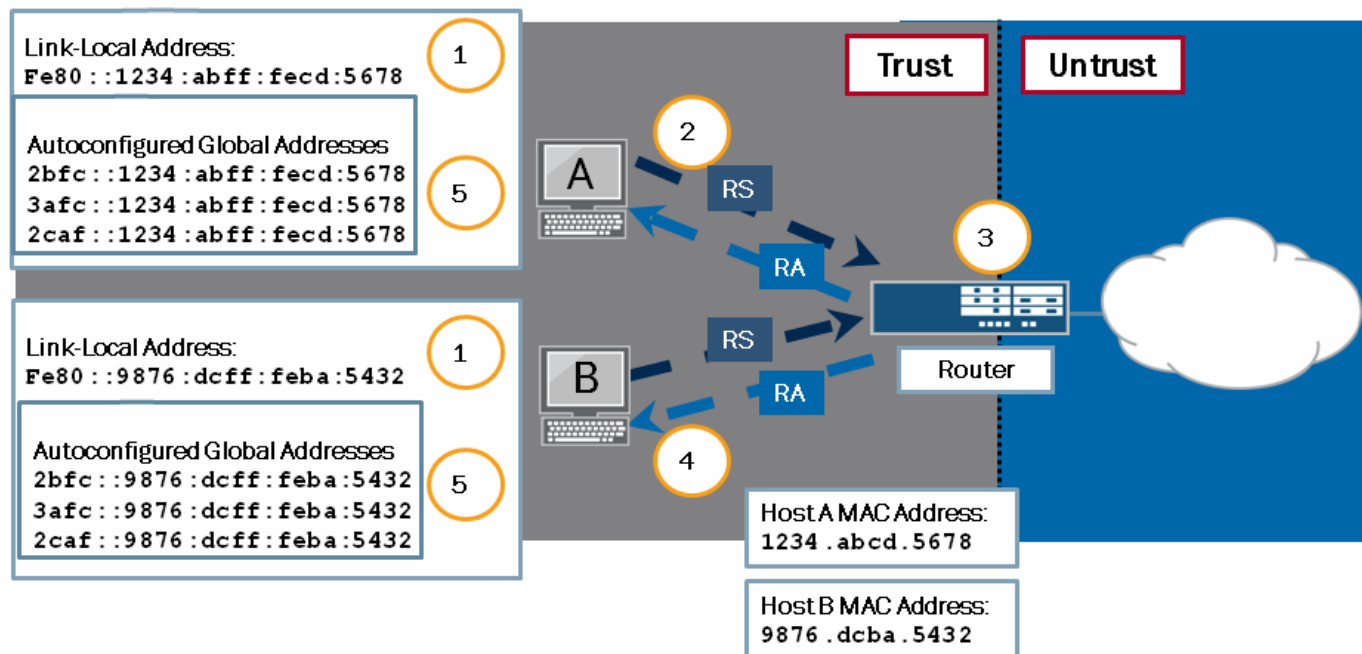 Link-Local Address:
Fe80::1234:abff:fecd:5678
1
Autoconfigured Global Addresses
2bfc::1234:abff:fecd:5678
3afc::1234:abff:fecd:5678
2caf::1234:abff:fecd:5678
5
Link-Local Address:
Fe80::9876:dcff:feba:5432
1
Autoconfigured Global Addresses
2bfc::9876:dcff:feba:5432
3afc::9876:dcff:feba:5432
2caf::9876:dcff:feba:5432
5
Trust
Untrust
2
A
RS
RA
3
RS
B
RA
Router
4
Host A MAC Address:
1234.abcd.5678
Host B MAC Address:
9876.dcba.5432